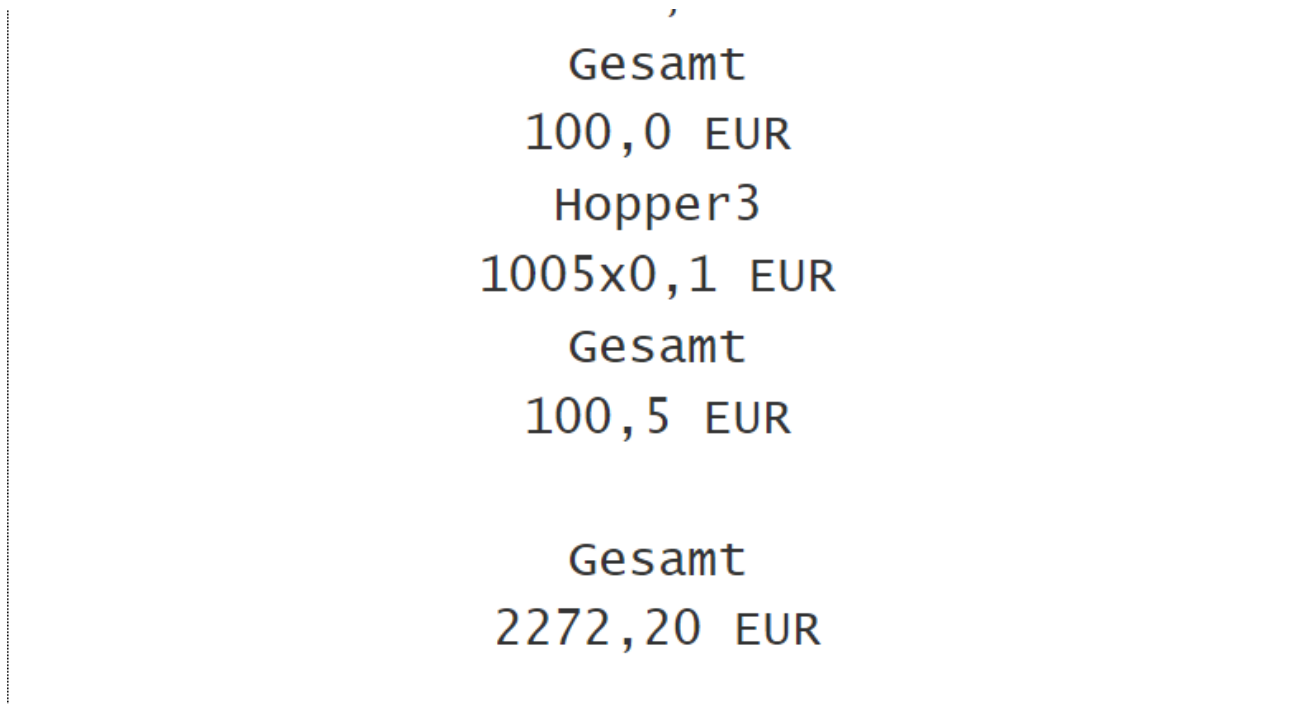 Gesamt
100,0 EUR
Hopper3
1005x0,1 EUR
Gesamt
100,5 EUR
Gesamt
2272,20 EUR